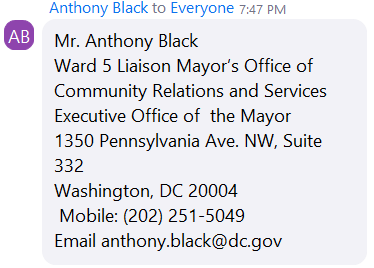 Anthony Black to Everyone 7:47 PM
AB
Mr. Anthony Black
Ward 5 Liaison Mayor's Office of
Community Relations and Services
Executive Office of  the Mayor
1350 Pennsylvania Ave. NW, Suite
332
Washington, DC 20004
Mobile: (202) 251-5049
Email anthony.black@dc.gov